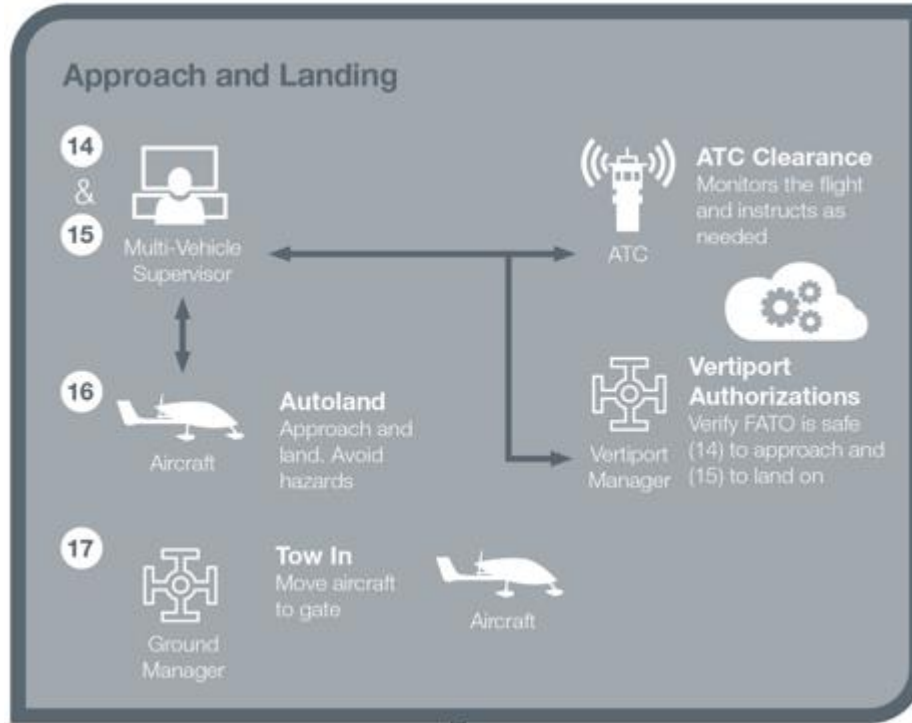 Approach and Landing
14
&
15
Multi-Vehicle
Supervisor
ATC
ATC Clearance
Monitors the flight
and instructs as
needed
Vertiport
Manager
Vertiport
Authorizations
Verify FATO is safe
(14) to approach and
(15) to land on
16
Aircraft
Autoland
Approach and
land. Avoid
hazards
17
Ground
Manager
Tow In
Move aircraft
to gate
Aircraft